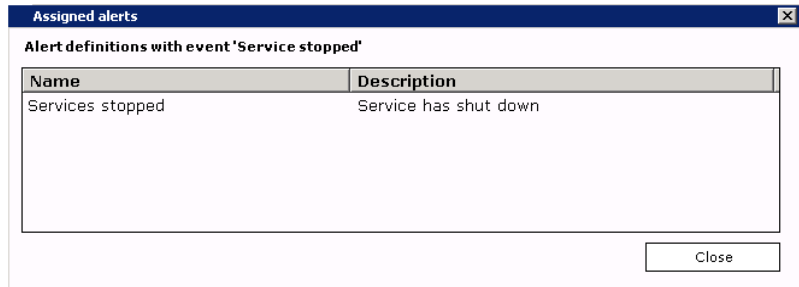 Assigned alerts
Alert definitions with event 'Service stopped'
Name Description
Services stopped Service has shut down
Close